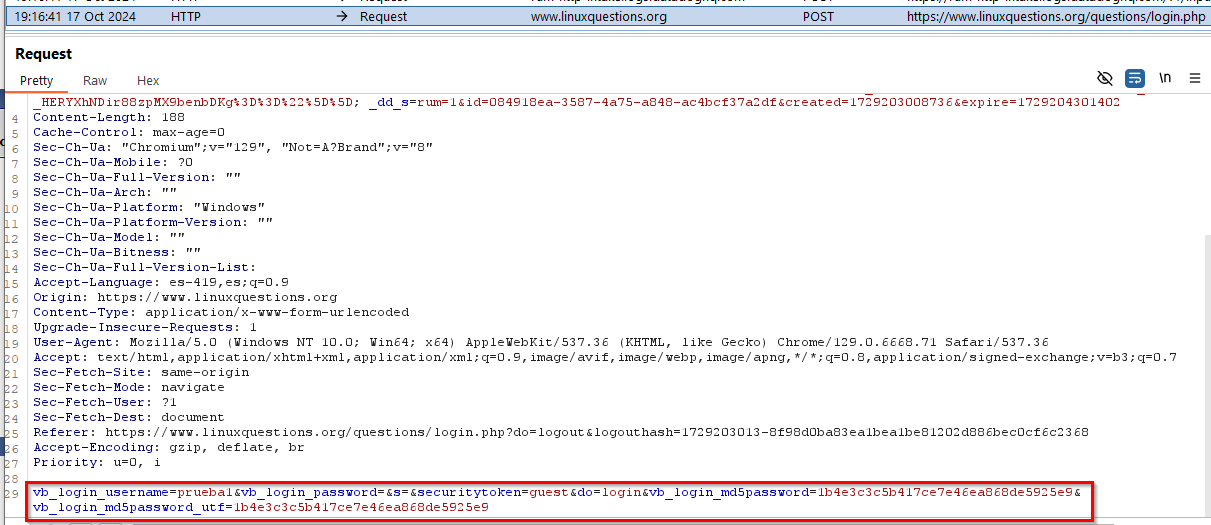 19:16:41 17 Oct 2024 HTTP → Request www.linuxquestions.org POST https://www.linuxquestions.org/questions/login.php
Request
Pretty Raw Hex \n
_HERYXhNDir88zpMX9benbDKg%3D%3D%22%5D%5D; _dd_s=rum=1&id=084918ea-3587-4a75-a848-ac4bcf37a2df&created=1729203008736&expire=1729204301402
4 Content-Length: 188
5 Cache-Control: max-age=0
6 Sec-Ch-Ua: "Chromium";v="129", "Not=A?Brand";v="8"
7 Sec-Ch-Ua-Mobile: ?0
8 Sec-Ch-Ua-Full-Version: ""
9 Sec-Ch-Ua-Arch: ""
10 Sec-Ch-Ua-Platform: "Windows"
11 Sec-Ch-Ua-Platform-Version: ""
12 Sec-Ch-Ua-Model: ""
13 Sec-Ch-Ua-Bitness: ""
14 Sec-Ch-Ua-Full-Version-List:
15 Accept-Language: es-419,es;q=0.9
16 Origin: https://www.linuxquestions.org
17 Content-Type: application/x-www-form-urlencoded
18 Upgrade-Insecure-Requests: 1
19 User-Agent: Mozilla/5.0 (Windows NT 10.0; Win64; x64) AppleWebKit/537.36 (KHTML, like Gecko) Chrome/129.0.6668.71 Safari/537.36
20 Accept: text/html,application/xhtml+xml,application/xml;q=0.9,image/avif,image/webp,image/apng,*/*;q=0.8,application/signed-exchange;v=b3;q=0.7
21 Sec-Fetch-Site: same-origin
22 Sec-Fetch-Mode: navigate
23 Sec-Fetch-User: ?1
24 Sec-Fetch-Dest: document
25 Referer: https://www.linuxquestions.org/questions/login.php?do=logout&logouthash=1729203013-8f98d0ba83ea1bea1be81202d886bec0cf6c2368
26 Accept-Encoding: gzip, deflate, br
27 Priority: u=0, i
28
29 vb_login_username=prueba1&vb_login_password=&s=&securitytoken=guest&do=login&vb_login_md5password=1b4e3c3c5b417ce7e46ea868de5925e9&
vb_login_md5password_utf=1b4e3c3c5b417ce7e46ea868de5925e9